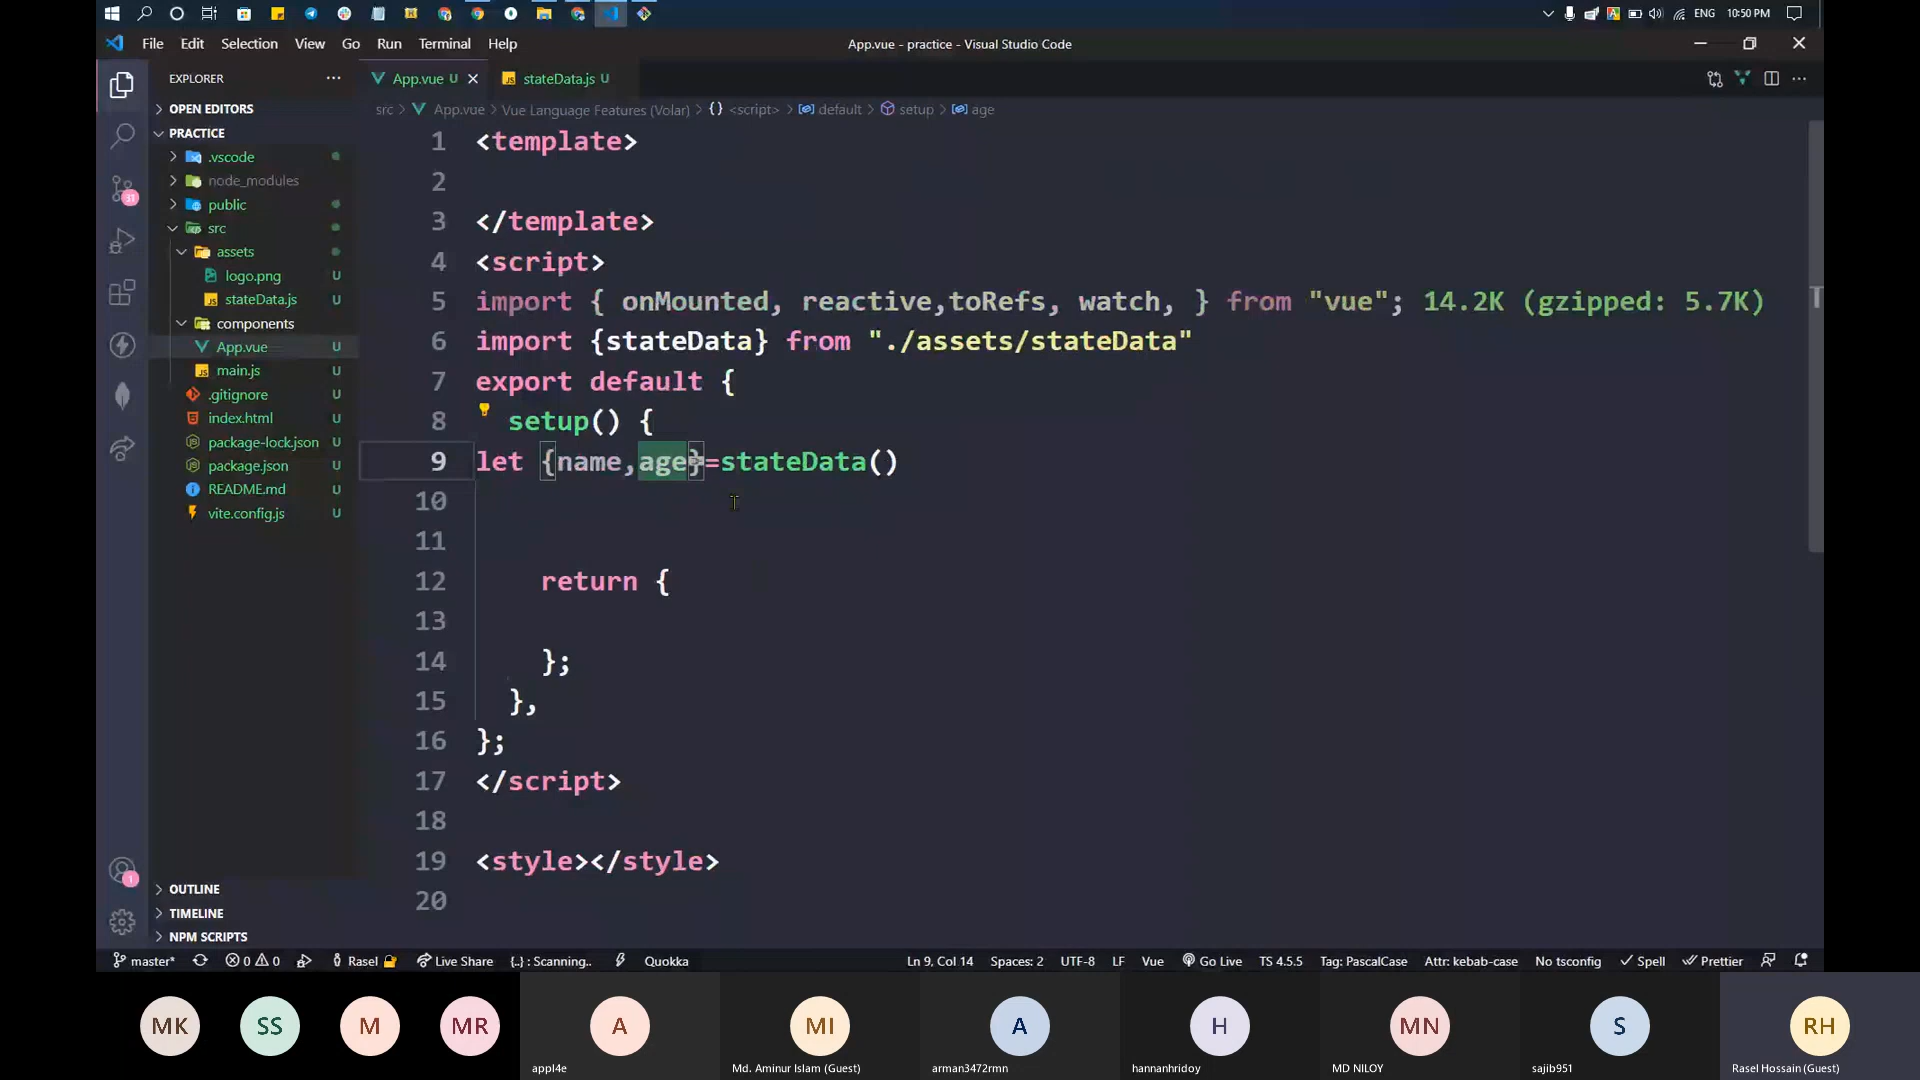 ENG 10:50 PM
File Edit Selection View Go Run Terminal Help
App.vue - practice - Visual Studio Code
EXPLORER
App.vue U
stateData.js U
OPEN EDITORS
PRACTICE
.vscode
node_modules
public
src
assets
logo.png U
stateData.js U
components
App.vue U
main.js U
.gitignore U
index.html U
package-lock.json U
package.json U
README.md U
vite.config.js U
OUTLINE
TIMELINE
NPM SCRIPTS
31
1
src > App.vue > Vue Language Features (Volar) > {} <script> > default > setup > age
1 <template>
2
3 </template>
4 <script>
5 import { onMounted, reactive,toRefs, watch, } from "vue"; 14.2K (gzipped: 5.7K)
6 import {stateData} from "./assets/stateData"
7 export default {
8 setup() {
9 let {name,age}=stateData()
10
11
12 return {
13
14 };
15 },
16 };
17 </script>
18
19 <style></style>
20
master* 0 0 Rasel Live Share {..} : Scanning.. Quokka Ln 9, Col 14 Spaces: 2 UTF-8 LF Vue Go Live TS 4.5.5 Tag: PascalCase Attr: kebab-case No tsconfig Spell Prettier
MK SS M MR A MI A H MN S RH
appl4e Md. Aminur Islam (Guest) arman3472rmn hannanhridoy MD NILOY sajib951 Rasel Hossain (Guest)